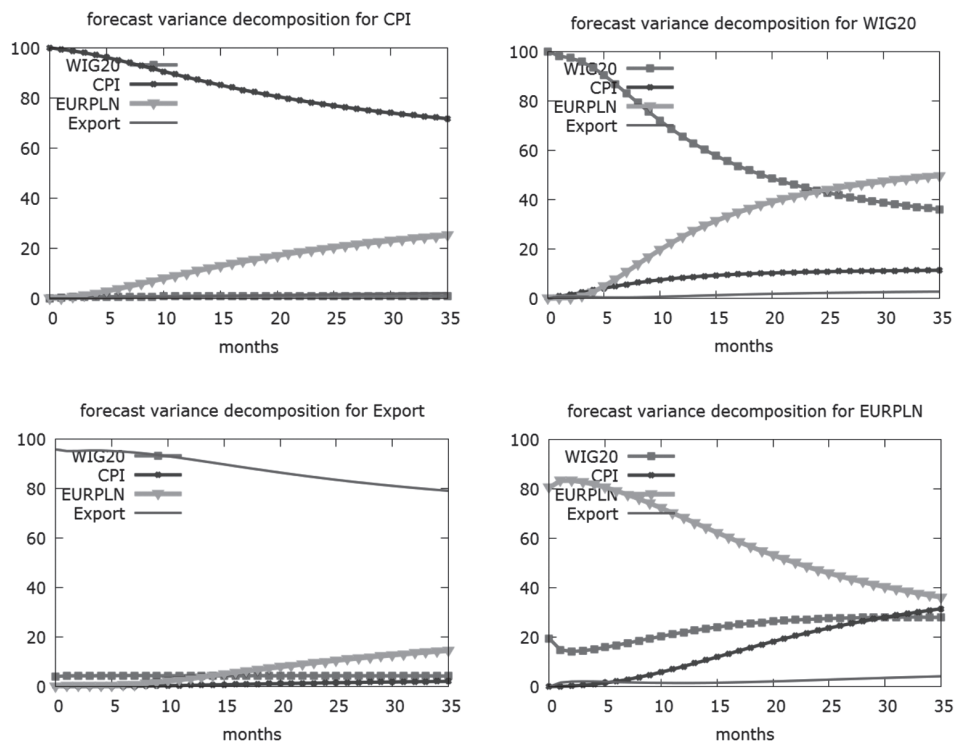 forecast variance decomposition for CPI
100
80
60
40
20
0
WIG20
CPI
EURPLN
Export
0 5 10 15 20 25 30 35
months
forecast variance decomposition for WIG20
100
80
60
40
20
0
WIG20
CPI
EURPLN
Export
0 5 10 15 20 25 30 35
months
forecast variance decomposition for Export
100
80
60
40
20
0
WIG20
CPI
EURPLN
Export
0 5 10 15 20 25 30 35
months
forecast variance decomposition for EURPLN
100
80
60
40
20
0
WIG20
CPI
EURPLN
Export
0 5 10 15 20 25 30 35
months